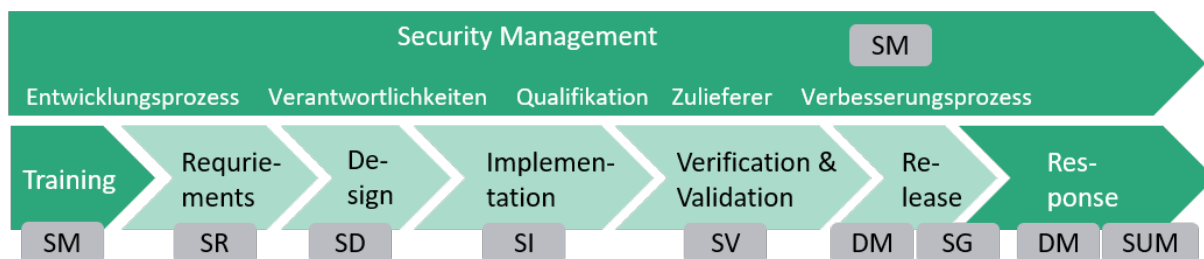 Security Management
SM
Entwicklungsprozess Verantwortlichkeiten Qualifikation Zulieferer Verbesserungsprozess
Training
Requrie-
ments
De-
sign
Implemen-
tation
Verification &
Validation
Re-
lease
Res-
ponse
SM
SR
SD
SI
SV
DM
SG
DM
SUM